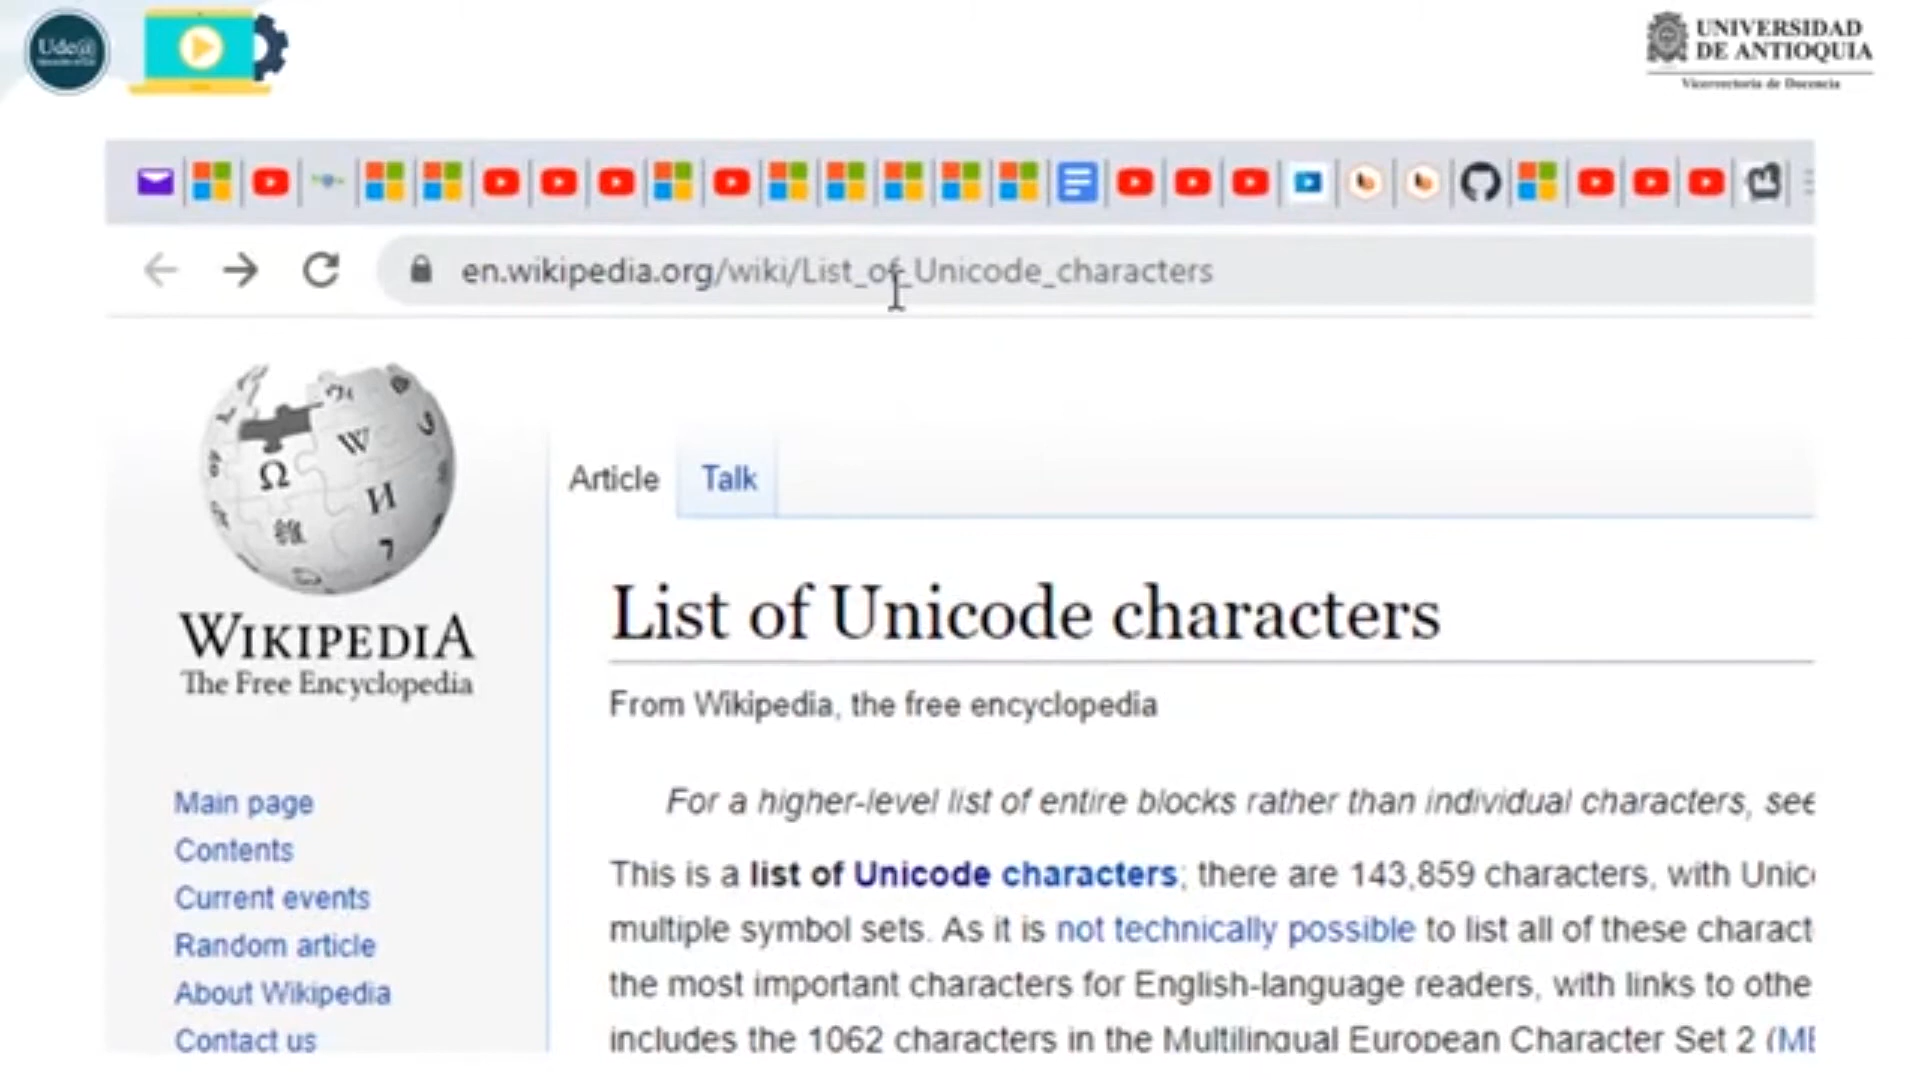 Ude@
UNIVERSIDAD
DE ANTIOQUIA
Vicerrectoría de Docencia
en.wikipedia.org/wiki/List_of_Unicode_characters
WIKIPEDIA
The Free Encyclopedia
Main page
Contents
Current events
Random article
About Wikipedia
Contact us
Article
Talk
List of Unicode characters
From Wikipedia, the free encyclopedia
For a higher-level list of entire blocks rather than individual characters, see
This is a list of Unicode characters; there are 143,859 characters, with Unic
multiple symbol sets. As it is not technically possible to list all of these charact
the most important characters for English-language readers, with links to othe
includes the 1062 characters in the Multilingual European Character Set 2 (ME